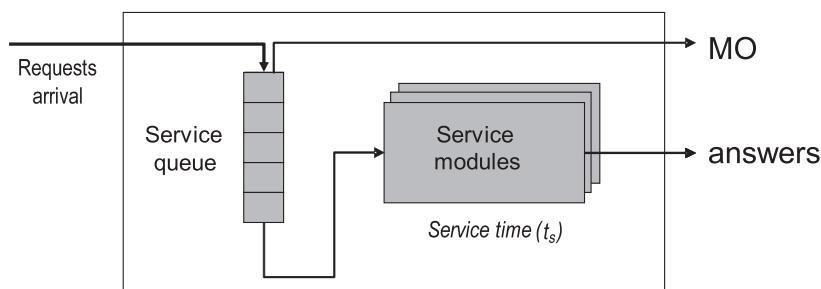 Requests
arrival
MO
Service
queue
Service
modules
answers
Service time (ts)